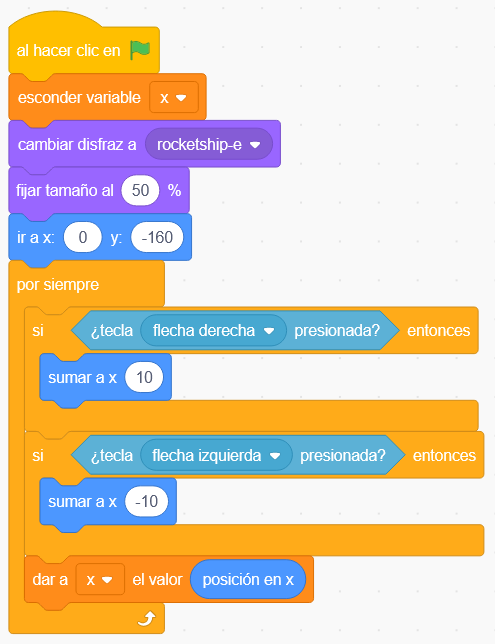 al hacer clic en
esconder variable x
cambiar disfraz a rocketship-e
fijar tamaño al 50 %
ir a x: 0 y: -160
por siempre
si ¿tecla flecha derecha presionada? entonces
sumar a x 10
si ¿tecla flecha izquierda presionada? entonces
sumar a x -10
dar a x el valor posición en x